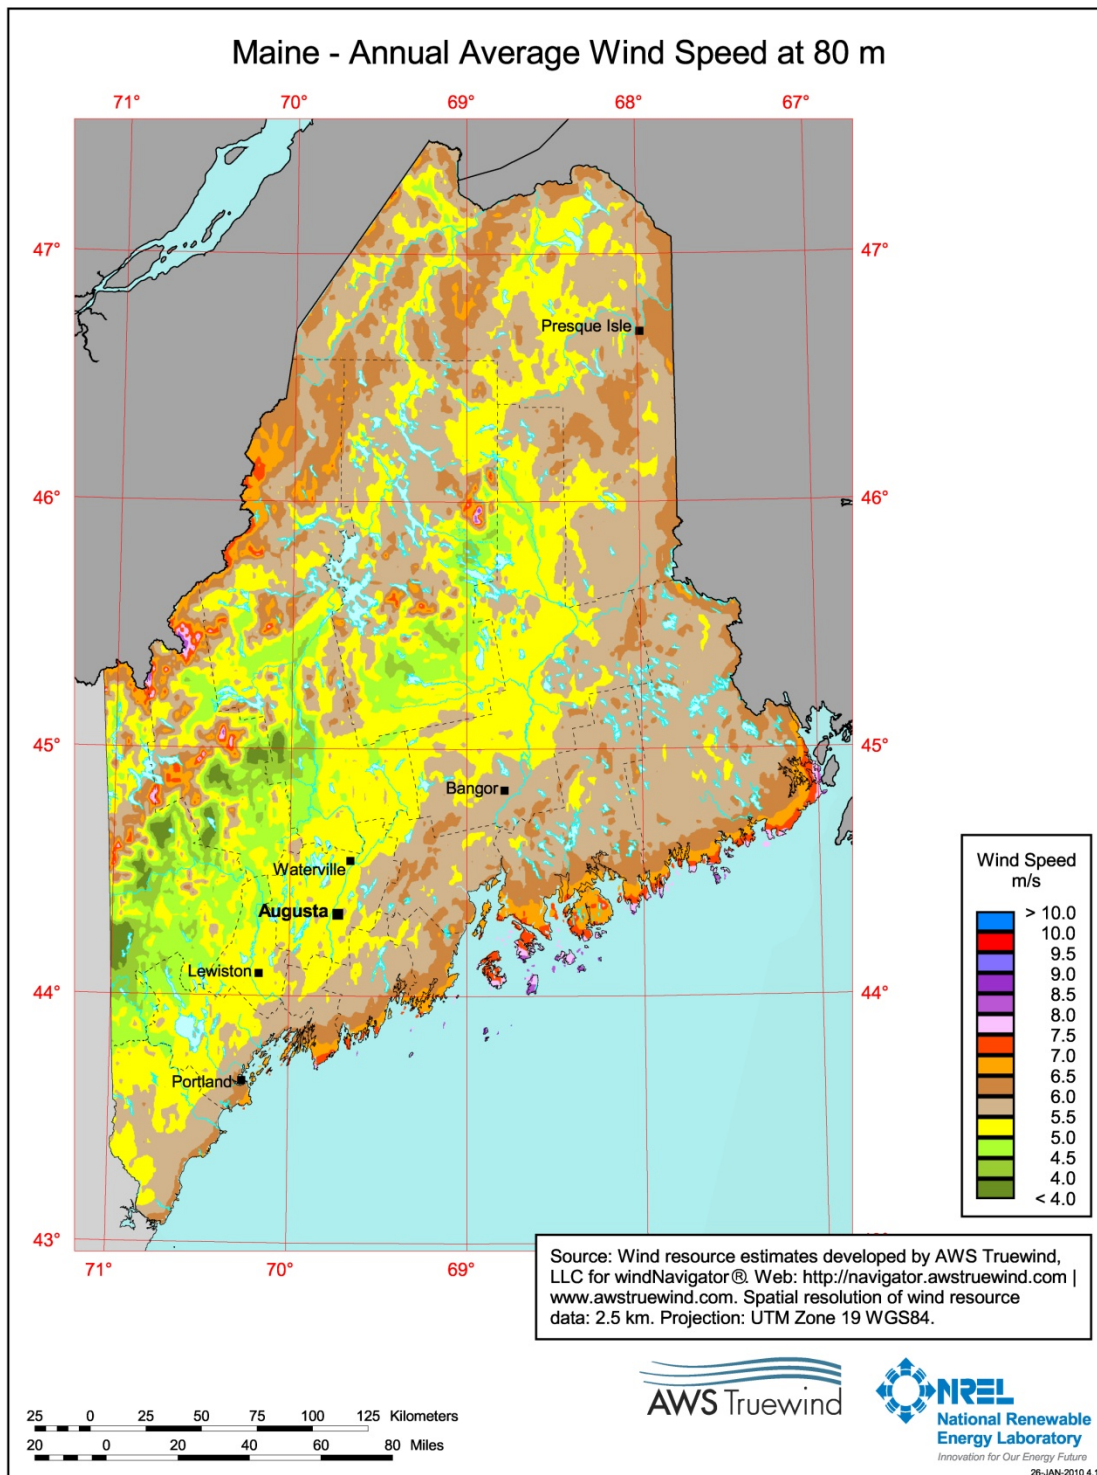 Maine - Annual Average Wind Speed at 80 m
71° 70° 69° 68° 67°
47° 47°
Presque Isle
46° 46°
45° 45°
Bangor
Waterville
Augusta
Lewiston
44° 44°
Portland
43°
71° 70° 69°
Wind Speed
m/s
> 10.0
10.0
9.5
9.0
8.5
8.0
7.5
7.0
6.5
6.0
5.5
5.0
4.5
4.0
< 4.0
Source: Wind resource estimates developed by AWS Truewind,
LLC for windNavigator®. Web: http://navigator.awstruewind.com |
www.awstruewind.com. Spatial resolution of wind resource
data: 2.5 km. Projection: UTM Zone 19 WGS84.
AWS Truewind
NREL
National Renewable
Energy Laboratory
Innovation for Our Energy Future
25 0 25 50 75 100 125 Kilometers
20 0 20 40 60 80 Miles
26-JAN-2010